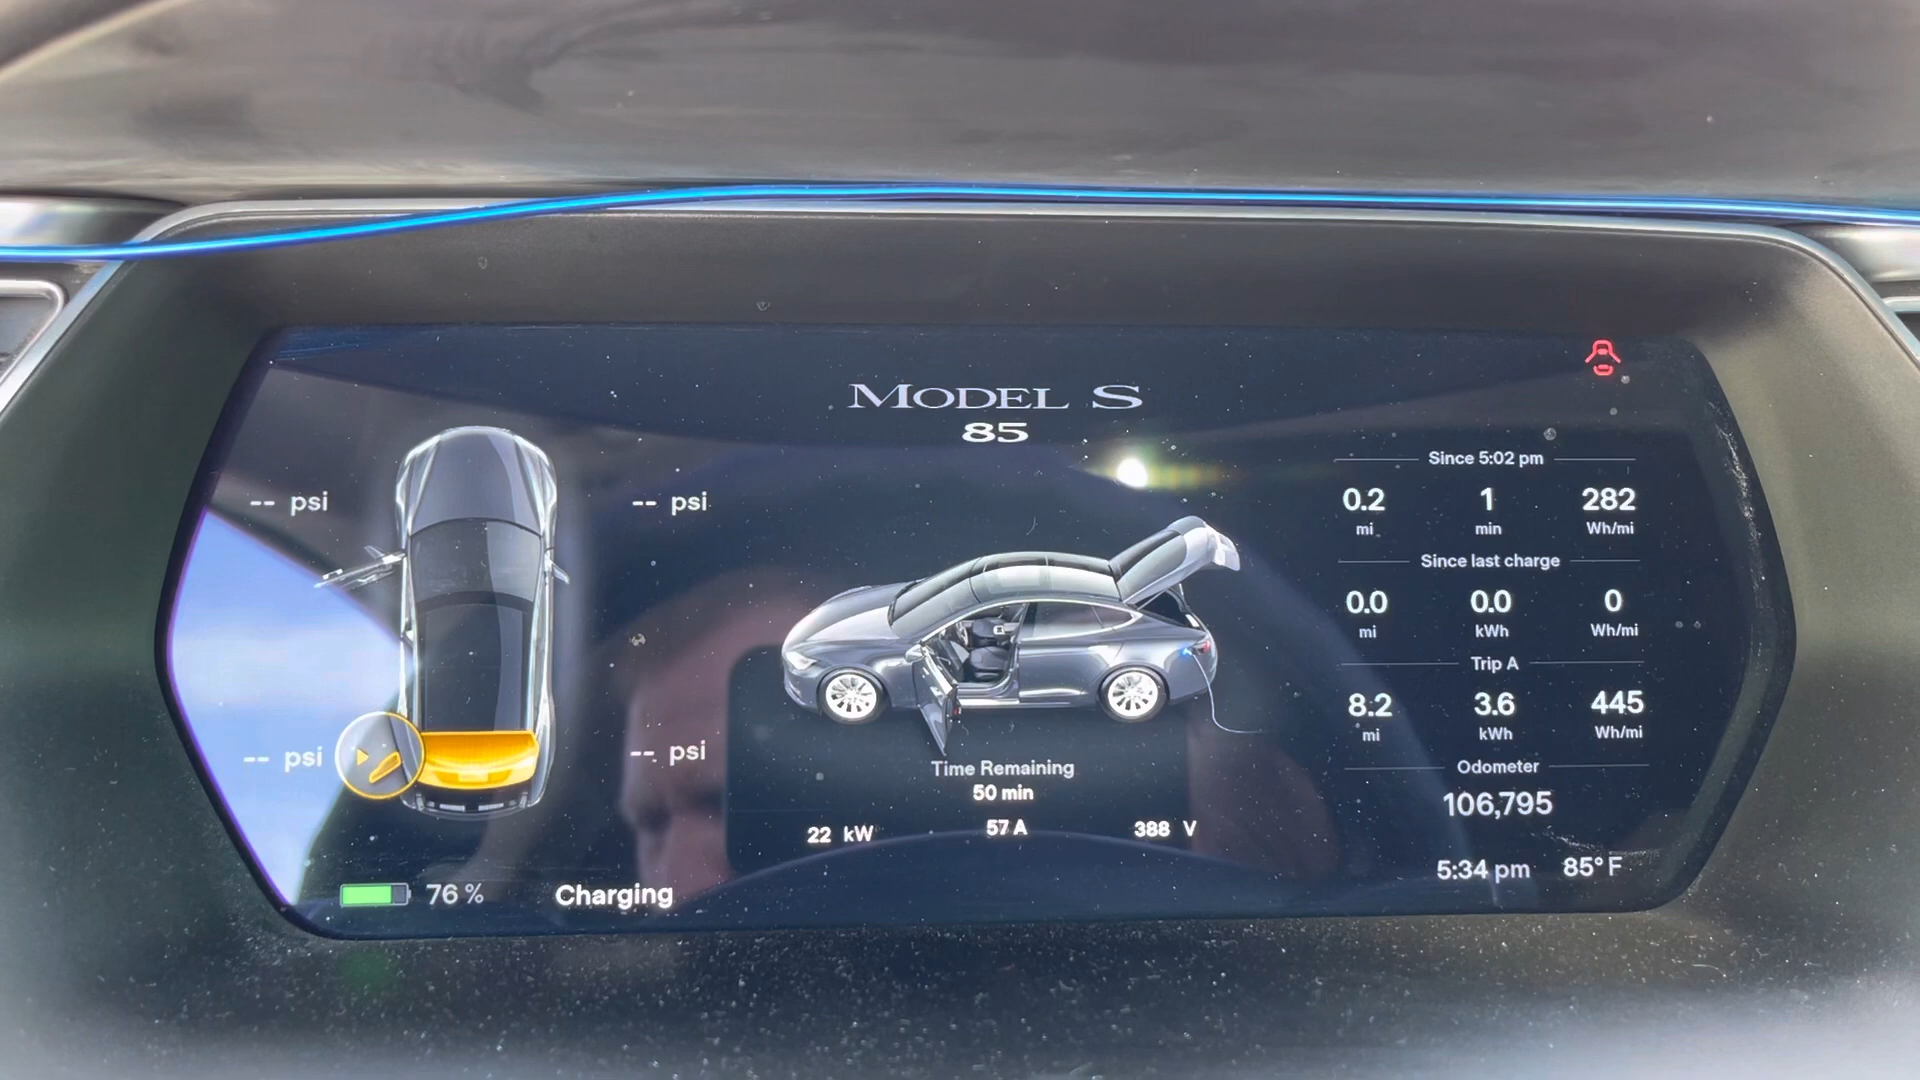 MODEL S
85
-- psi
-- psi
-- psi
-- psi
76 %
Charging
Time Remaining
50 min
22 kW
57 A
388 V
Since 5:02 pm
0.2
1
282
mi
min
Wh/mi
Since last charge
0.0
0.0
0
mi
kWh
Wh/mi
Trip A
8.2
3.6
445
mi
kWh
Wh/mi
Odometer
106,795
5:34 pm
85°F